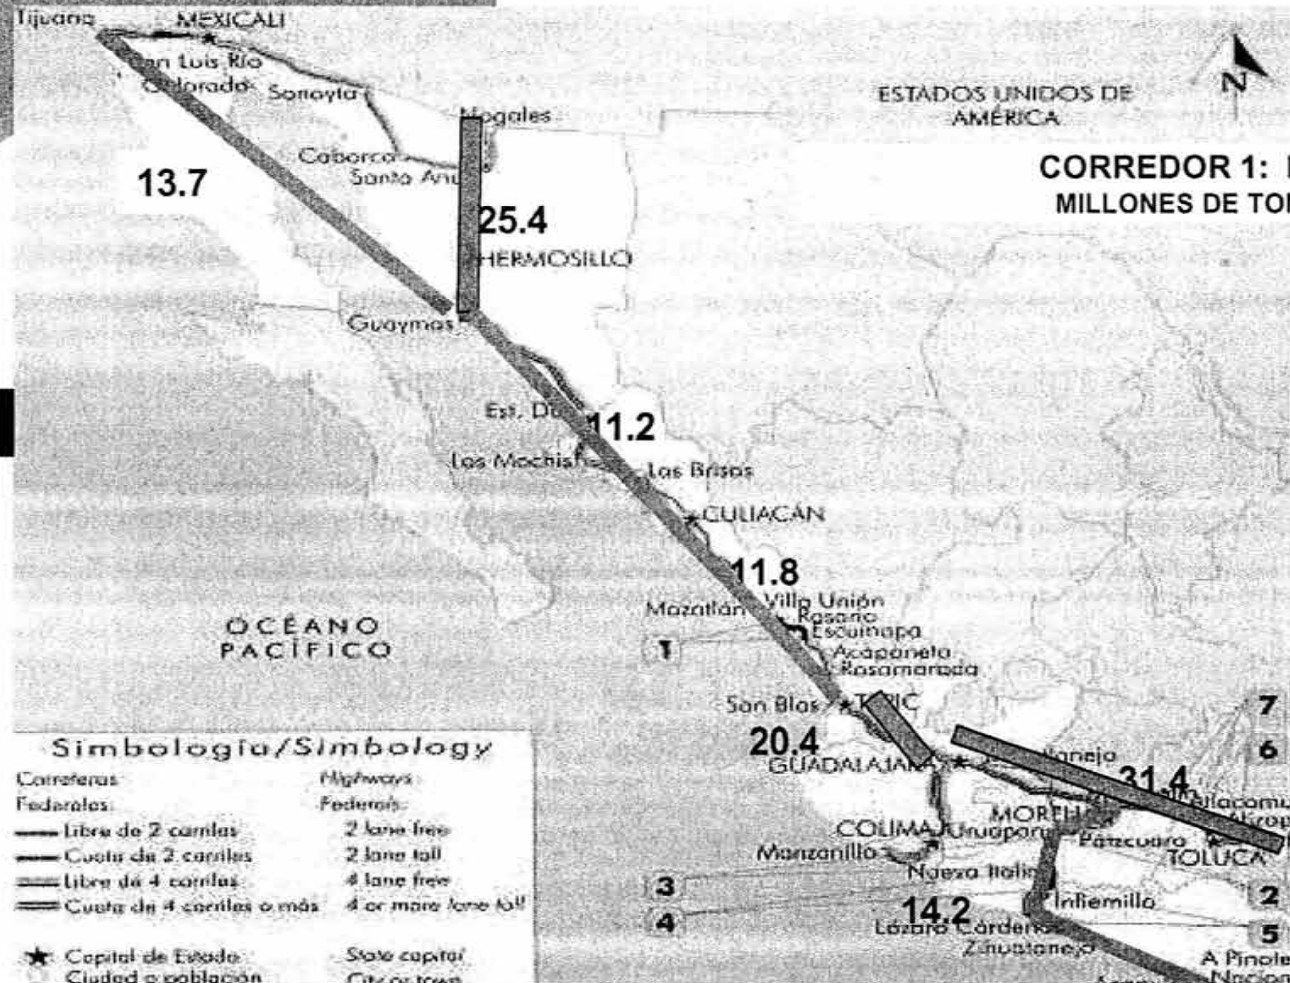 Tijuana
MEXICALI
San Luis Río
Colorado
Sonoyta
Nogales
ESTADOS UNIDOS DE
AMÉRICA
N
Caborca
Santa Ana
CORREDOR 1:
MILLONES DE
13.7
25.4
HERMOSILLO
Guaymas
Est. Do
11.2
Los Mochis
Las Brisas
CULIACÁN
11.8
Mazatlán
Villa Unión
Rosario
Escuinapa
Acaponeta
Rosamorada
OCÉANO
PACÍFICO
1
San Blas
TEPIC
7
20.4
GUADALAJARA
6
31.4
MORELIA
COLIMA
Uruapan
Manzanillo
Pátzcuaro
TOLUCA
Nueva Italia
3
2
Infiernillo
14.2
4
Lázaro Cárdenas
5
Zihuatanejo
A Pinote
Nacion
Simbología/Simbology
Carreteras Highways
Federales Federals
Libre de 2 carriles 2 lane free
Cuota de 2 carriles 2 lane toll
Libre de 4 carriles 4 lane free
Cuota de 4 carriles o más 4 or more lane toll
Capital de Estado State capital
Ciudad o población City or town